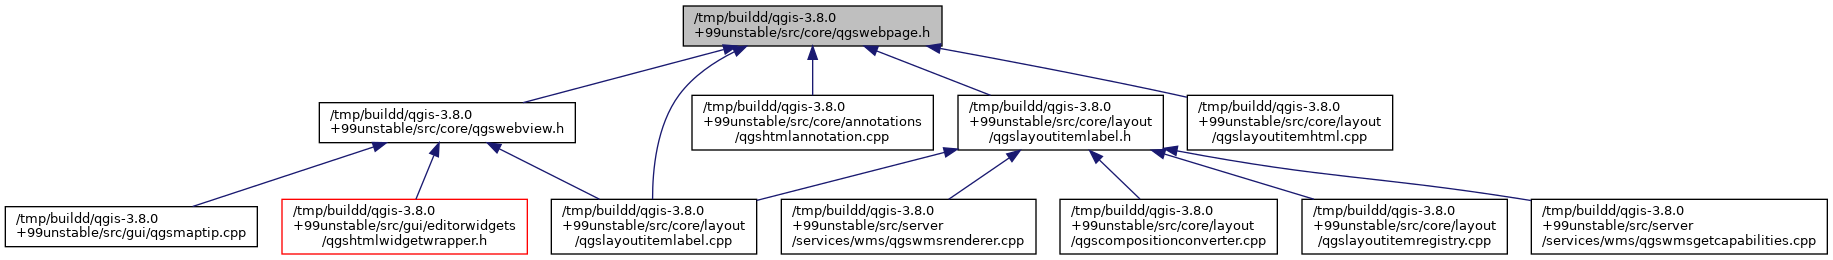 /tmp/buildd/qgis-3.8.0
+99unstable/src/core/qgswebpage.h
/tmp/buildd/qgis-3.8.0
+99unstable/src/core/qgswebview.h
/tmp/buildd/qgis-3.8.0
+99unstable/src/core/annotations
/qgshtmlannotation.cpp
/tmp/buildd/qgis-3.8.0
+99unstable/src/core/layout
/qgslayoutitemlabel.h
/tmp/buildd/qgis-3.8.0
+99unstable/src/core/layout
/qgslayoutitemhtml.cpp
/tmp/buildd/qgis-3.8.0
+99unstable/src/gui/qgsmaptip.cpp
/tmp/buildd/qgis-3.8.0
+99unstable/src/gui/editorwidgets
/qgshtmlwidgetwrapper.h
/tmp/buildd/qgis-3.8.0
+99unstable/src/core/layout
/qgslayoutitemlabel.cpp
/tmp/buildd/qgis-3.8.0
+99unstable/src/server
/services/wms/qgswmsrenderer.cpp
/tmp/buildd/qgis-3.8.0
+99unstable/src/core/layout
/qgscompositionconverter.cpp
/tmp/buildd/qgis-3.8.0
+99unstable/src/core/layout
/qgslayoutitemregistry.cpp
/tmp/buildd/qgis-3.8.0
+99unstable/src/server
/services/wms/qgswmsgetcapabilities.cpp